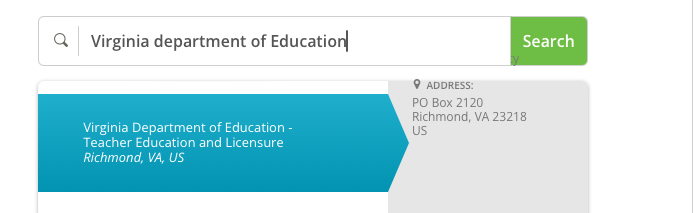 Virginia department of Education
Search
ADDRESS:
PO Box 2120
Richmond, VA 23218
US
Virginia Department of Education -
Teacher Education and Licensure
Richmond, VA, US